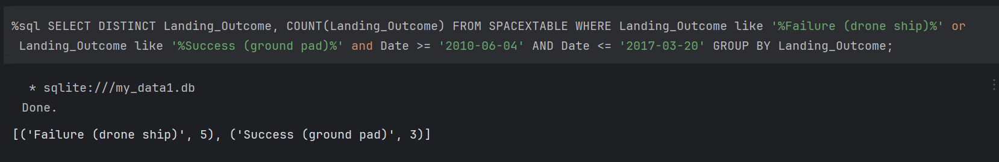 %sql SELECT DISTINCT Landing_Outcome, COUNT(Landing_Outcome) FROM SPACEXTABLE WHERE Landing_Outcome like '%Failure (drone ship)%' or
Landing_Outcome like '%Success (ground pad)%' and Date >= '2010-06-04' AND Date <= '2017-03-20' GROUP BY Landing_Outcome;
* sqlite:///my_data1.db
Done.
[('Failure (drone ship)', 5), ('Success (ground pad)', 3)]